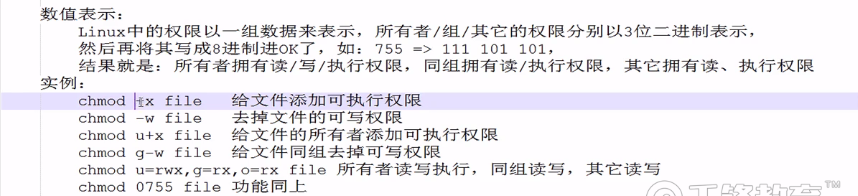 数值表示：
Linux中的权限以一组数据来表示，所有者/组/其它的权限分别以3位二进制表示，
然后再将其写成8进制进OK了，如：755 => 111 101 101，
结果就是：所有者拥有读/写/执行权限，同组拥有读/执行权限，其它拥有读、执行权限
实例：
chmod +x file 给文件添加可执行权限
chmod -w file 去掉文件的可写权限
chmod u+x file 给文件的所有者添加可执行权限
chmod g-w file 给文件同组去掉可写权限
chmod u=rwx,g=rx,o=rx file 所有者读写执行，同组读写，其它读写
chmod 0755 file 功能同上